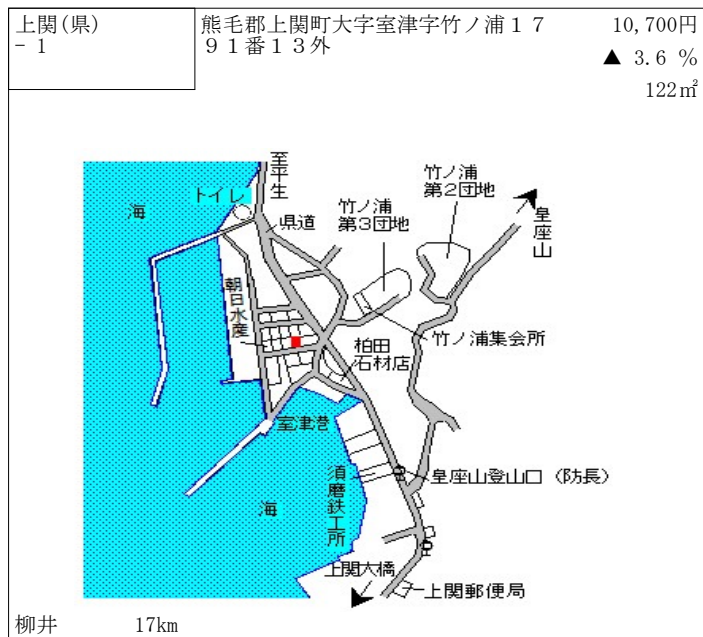 上関(県)
－１
熊毛郡上関町大字室津字竹ノ浦１７
９１番１３外
10,700円
▲ 3.6 %
122㎡
至平生
トイレ
海
県道
竹ノ浦
第3団地
竹ノ浦
第2団地
皇座山
朝日水産
竹ノ浦集会所
柏田
石材店
室津港
須磨鉄工所
皇座山登山口（防長）
海
上関大橋
上関郵便局
柳井 17km